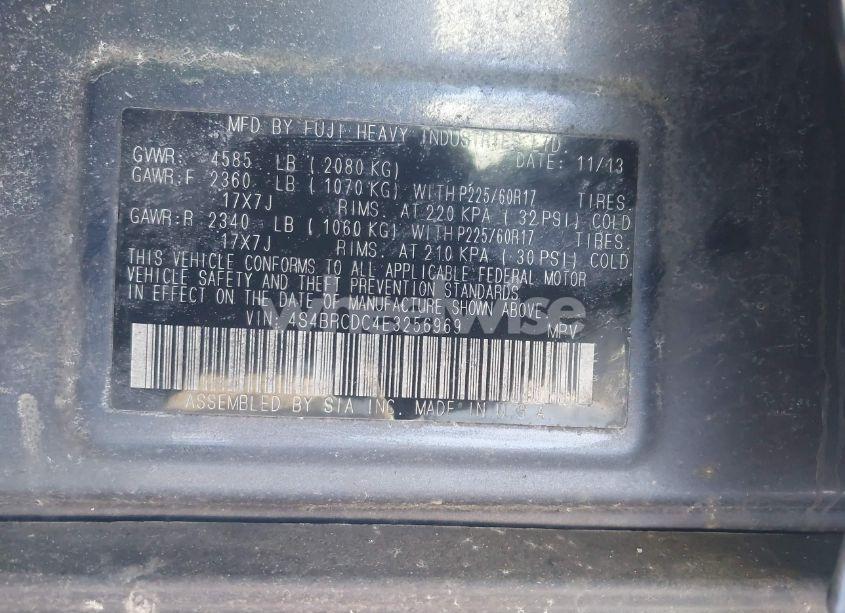 MFD BY FUJI HEAVY INDUSTRIES LTD.
GVWR: 4585 LB (2080 KG) DATE: 11/13
GAWR:F 2360 LB (1070 KG) WITH P225/60R17 TIRES
17X7J RIMS. AT 220 KPA (32 PSI) COLD
GAWR:R 2340 LB (1060 KG) WITH P225/60R17 TIRES.
17X7J RIMS. AT 210 KPA (30 PSI) COLD
THIS VEHICLE CONFORMS TO ALL APPLICABLE FEDERAL MOTOR
VEHICLE SAFETY AND THEFT PREVENTION STANDARDS
IN EFFECT ON THE DATE OF MANUFACTURE SHOWN ABOVE
VIN 4S4BRCDC4E3256969 MPV
ASSEMBLED BY SIA INC. MADE IN U.S.A